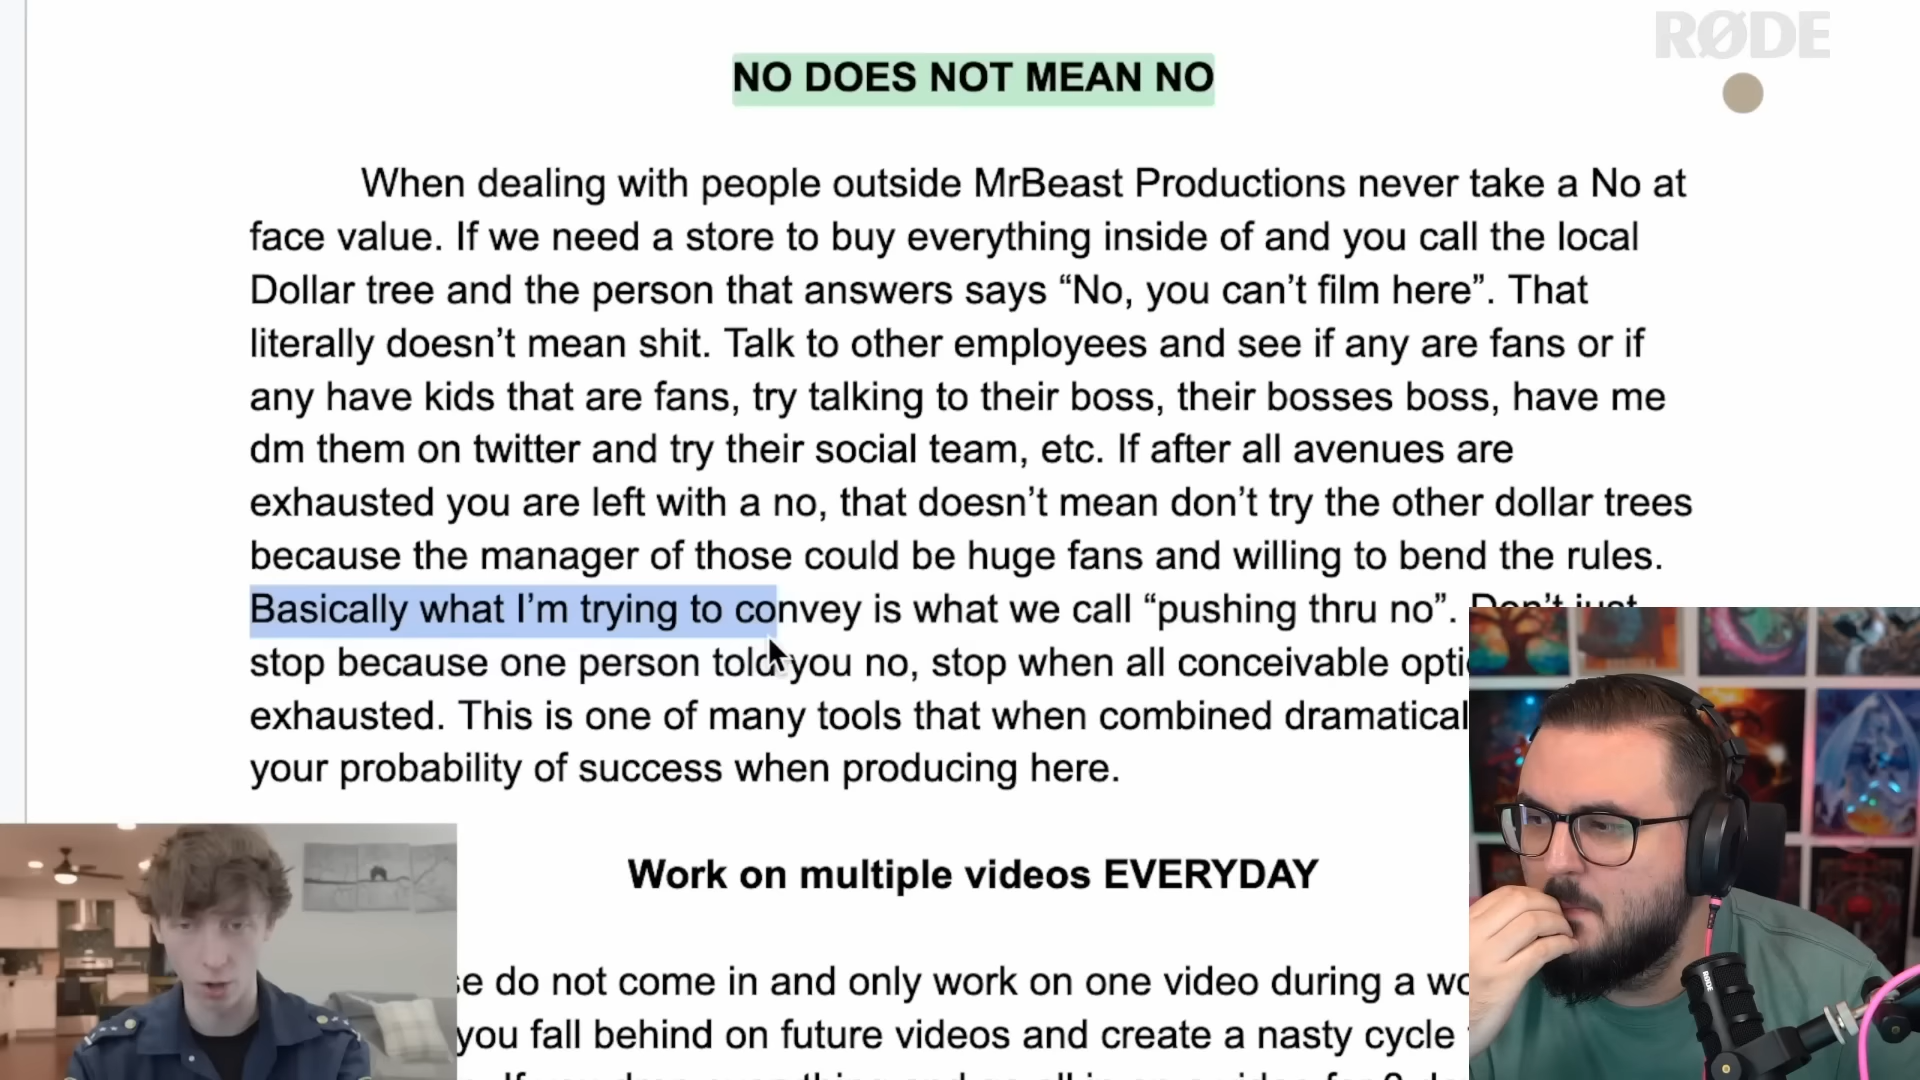 RØDE
NO DOES NOT MEAN NO
When dealing with people outside MrBeast Productions never take a No at
face value. If we need a store to buy everything inside of and you call the local
Dollar tree and the person that answers says “No, you can’t film here”. That
literally doesn’t mean shit. Talk to other employees and see if any are fans or if
any have kids that are fans, try talking to their boss, their bosses boss, have me
dm them on twitter and try their social team, etc. If after all avenues are
exhausted you are left with a no, that doesn’t mean don’t try the other dollar trees
because the manager of those could be huge fans and willing to bend the rules.
Basically what I’m trying to convey is what we call “pushing thru no”. Don’t just
stop because one person told you no, stop when all conceivable
exhausted. This is one of many tools that when combined
your probability of success when producing here.
Work on multiple videos EVERYDAY
do not come in and only work on one video during a
you fall behind on future videos and create a nasty cycle
RØDE